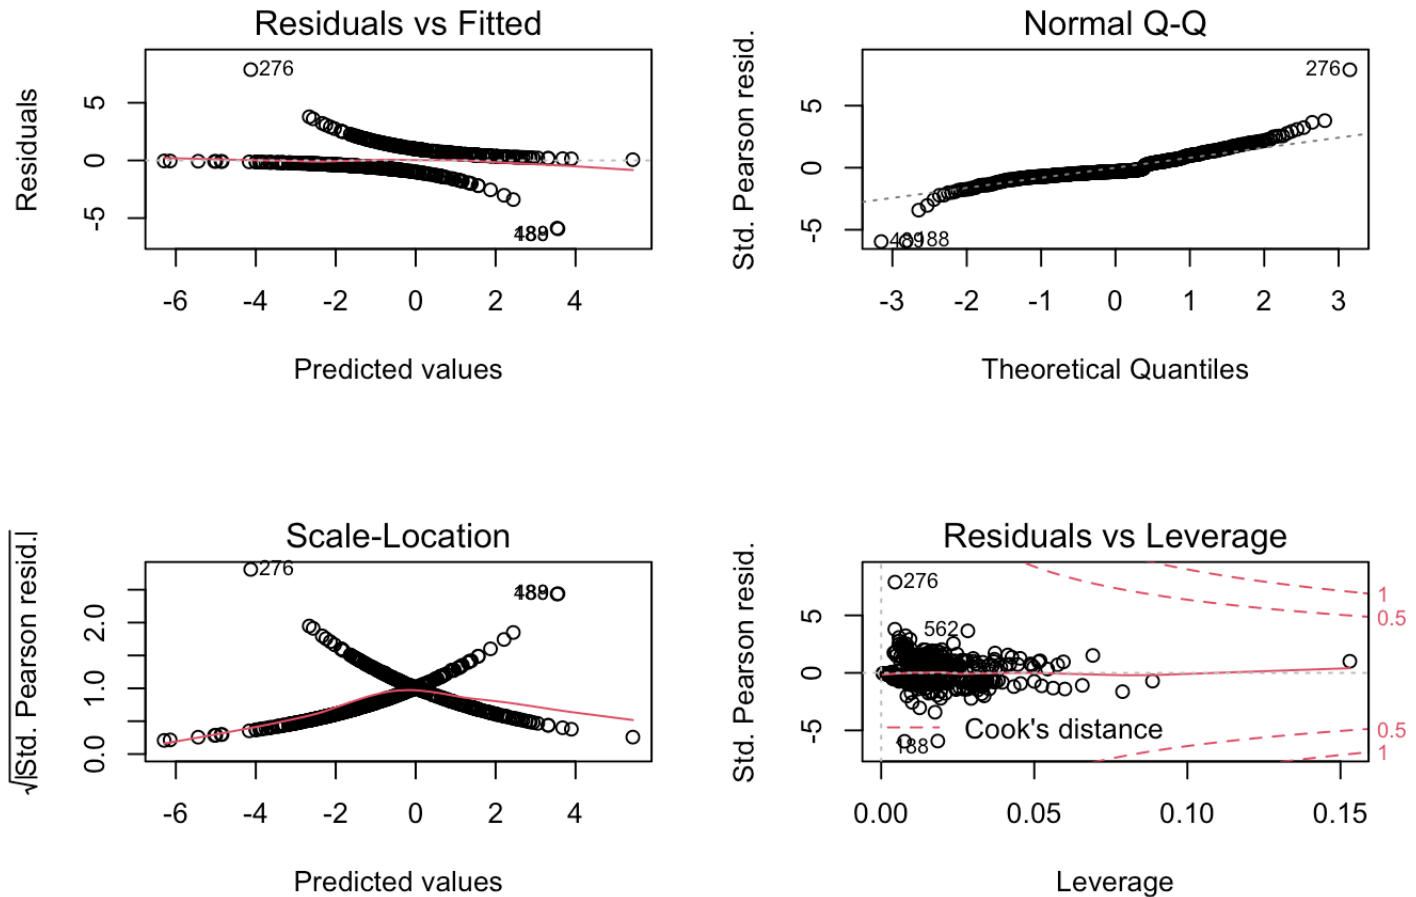 Residuals vs Fitted
Residuals
5
0
-5
276
489
-6 -4 -2 0 2 4
Predicted values
Normal Q-Q
Std. Pearson resid.
5
0
-5
276
489 188
-3 -2 -1 0 1 2 3
Theoretical Quantiles
Scale-Location
√|Std. Pearson resid.|
2.0
1.0
0.0
276
489
-6 -4 -2 0 2 4
Predicted values
Residuals vs Leverage
Std. Pearson resid.
5
0
-5
276
562
188
Cook's distance
1
0.5
0.5
1
0.00 0.05 0.10 0.15
Leverage